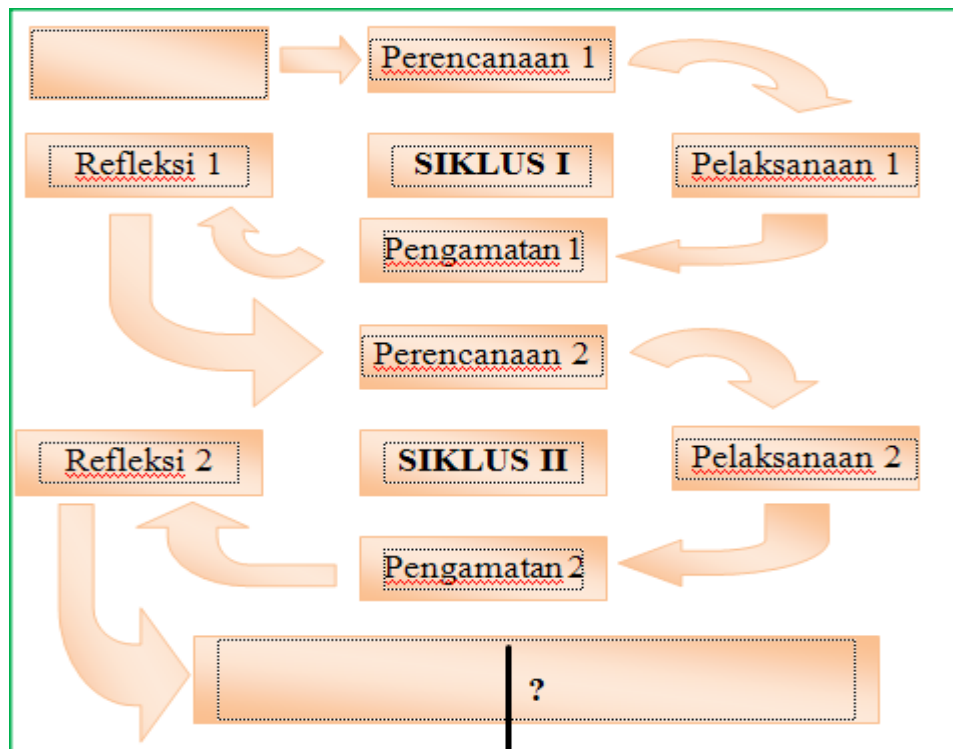 Perencanaan 1
Refleksi 1
SIKLUS I
Pelaksanaan 1
Pengamatan 1
Perencanaan 2
Refleksi 2
SIKLUS II
Pelaksanaan 2
Pengamatan 2
?